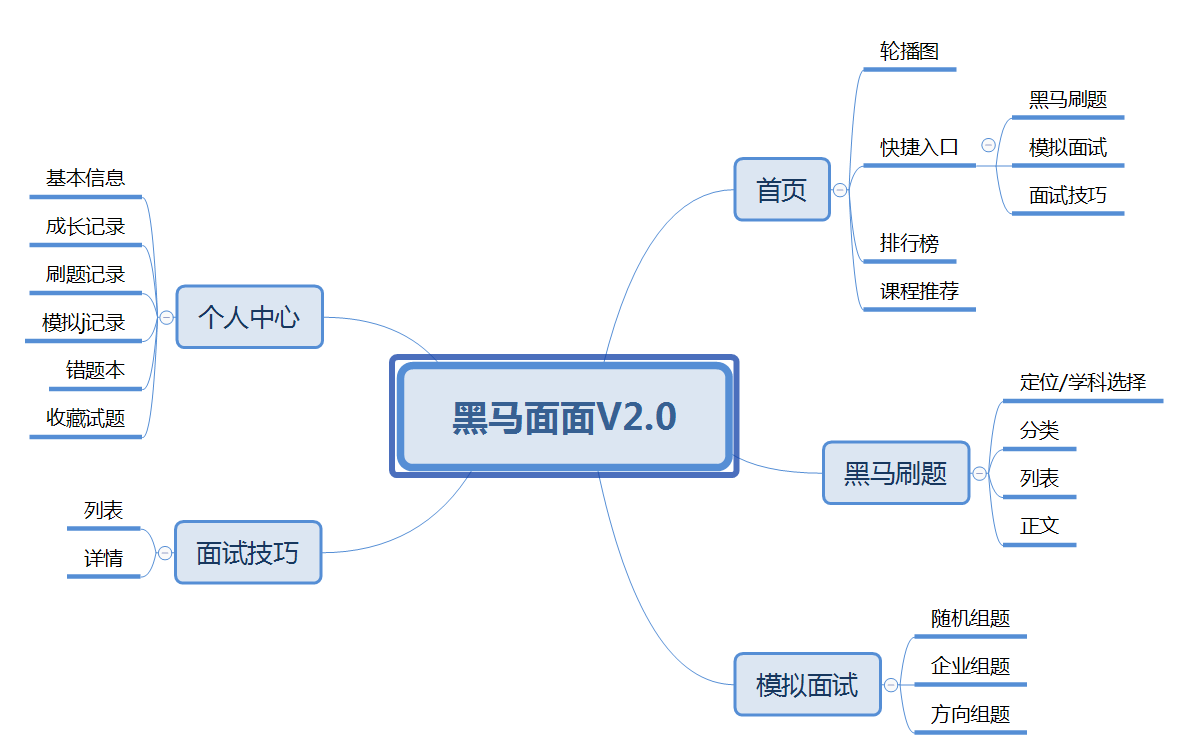 黑马面面V2.0
首页
轮播图
快捷入口
黑马刷题
模拟面试
面试技巧
排行榜
课程推荐
黑马刷题
定位/学科选择
分类
列表
正文
模拟面试
随机组题
企业组题
方向组题
个人中心
基本信息
成长记录
刷题记录
模拟j记录
错题本
收藏试题
面试技巧
列表
详情